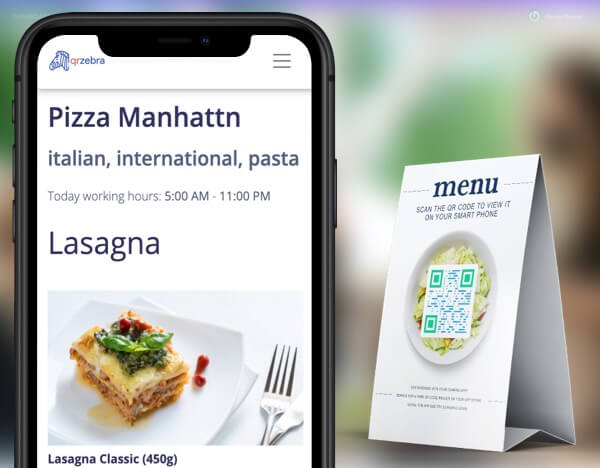 qrzebra
Pizza Manhattn
italian, international, pasta
Today working hours: 5:00 AM - 11:00 PM
Lasagna
Lasagna Classic (450g)
menu
SCAN THE QR CODE TO VIEW IT
ON YOUR SMART PHONE